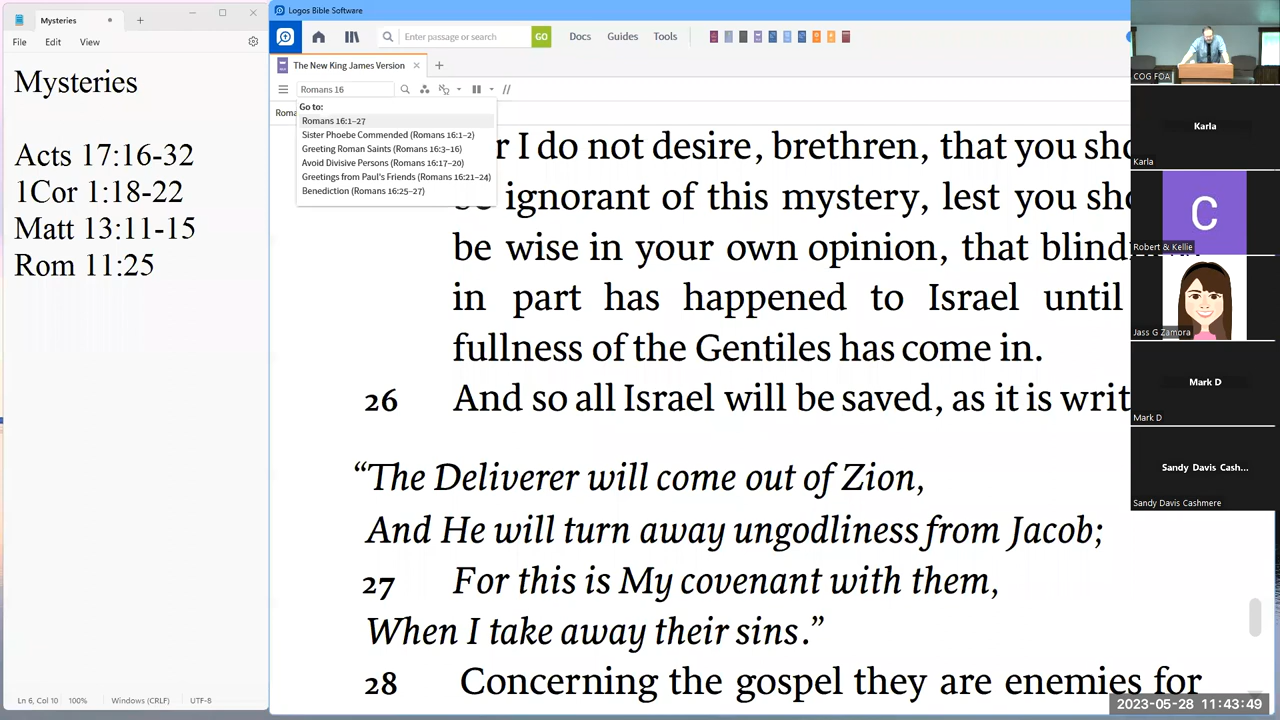 Mysteries
File Edit View
Mysteries
Acts 17:16-32
1Cor 1:18-22
Matt 13:11-15
Rom 11:25
Ln 6, Col 10 100% Windows (CRLF) UTF-8
Logos Bible Software
Enter passage or search GO Docs Guides Tools
The New King James Version
Romans 16
Roma
Go to:
Romans 16:1–27
Sister Phoebe Commended (Romans 16:1–2)
Greeting Roman Saints (Romans 16:3–16)
Avoid Divisive Persons (Romans 16:17–20)
Greetings from Paul's Friends (Romans 16:21–24)
Benediction (Romans 16:25–27)
r I do not desire, brethren, that you sho
be ignorant of this mystery, lest you sho
be wise in your own opinion, that blind
in part has happened to Israel until
fullness of the Gentiles has come in.
26 And so all Israel will be saved, as it is writ
“The Deliverer will come out of Zion,
And He will turn away ungodliness from Jacob;
27 For this is My covenant with them,
When I take away their sins.”
28 Concerning the gospel they are enemies for
COG FOA
Karla
Karla
C
Robert & Kellie
Jass G Zamora
Mark D
Mark D
Sandy Davis Cash...
Sandy Davis Cashmere
2023-05-28 11:43:49